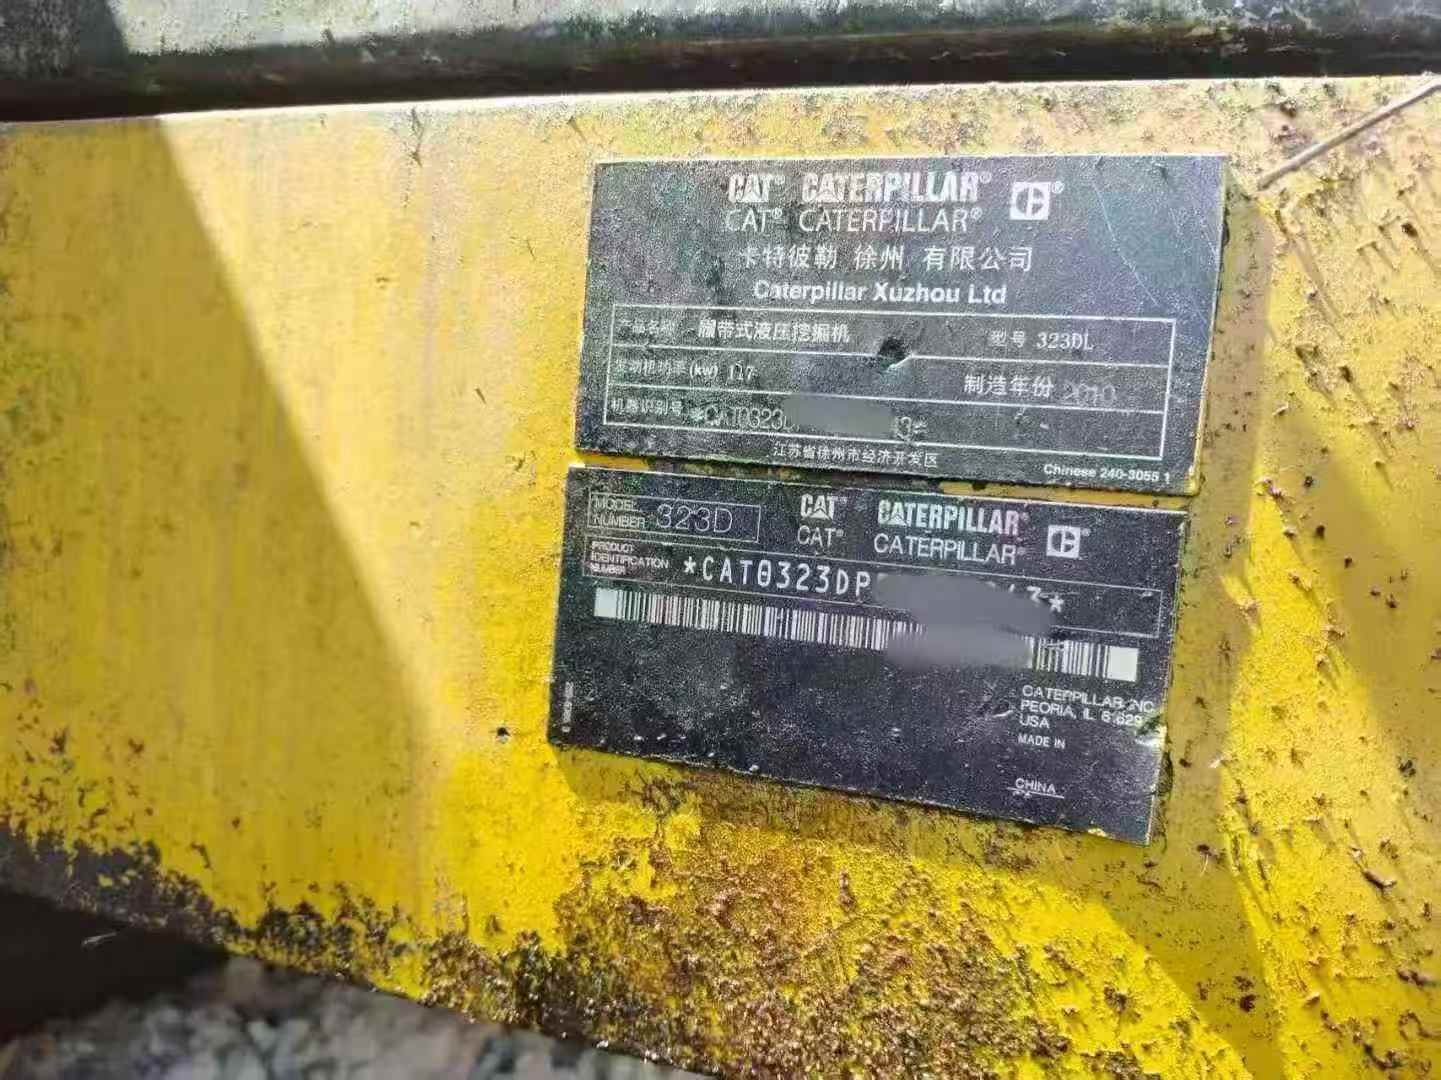 CAT® CATERPILLAR®
CAT® CATERPILLAR®
卡特彼勒 徐州 有限公司
Caterpillar Xuzhou Ltd
产品名称 履带式液压挖掘机 型号 323DL
发动机功率(kw) 117 制造年份 2010
机器识别号 *CAT0323D
江苏省徐州市经济开发区
Chinese 240-3055 1
MODEL NUMBER 323D
CAT® CATERPILLAR®
CAT® CATERPILLAR®
PRODUCT IDENTIFICATION NUMBER *CAT0323DP
CATERPILLAR INC
PEORIA, IL
USA
MADE IN
CHINA